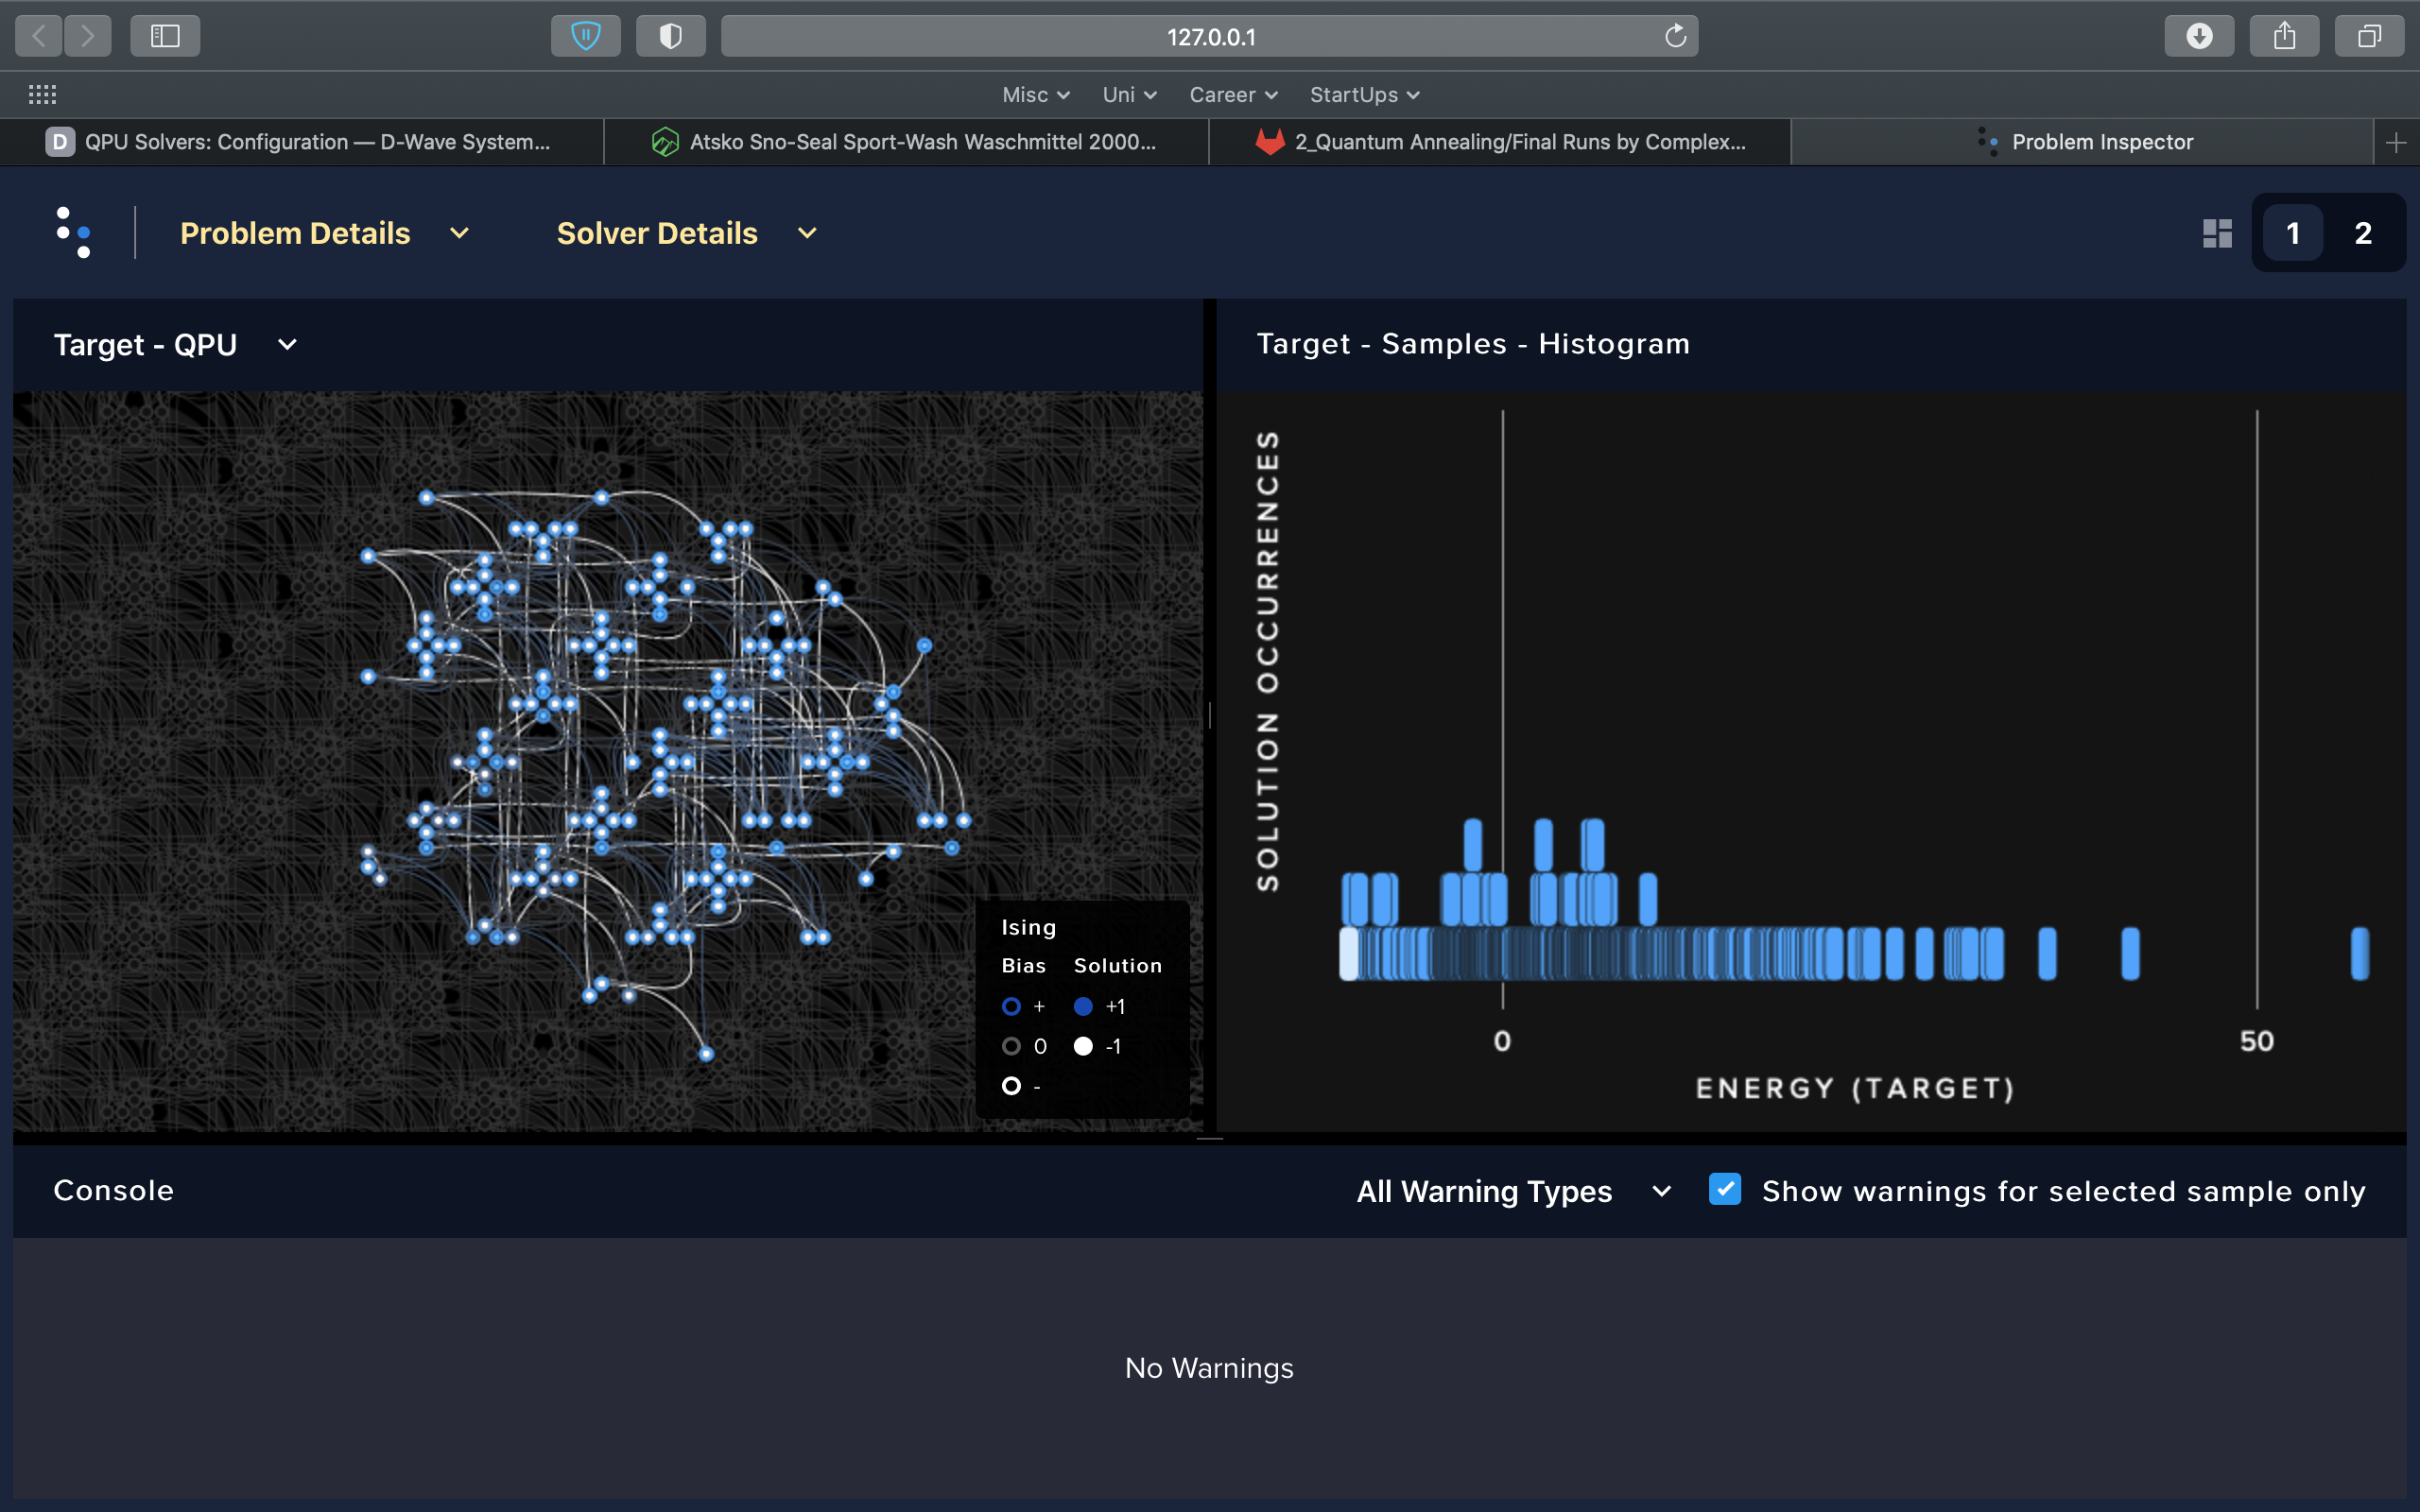 127.0.0.1
Misc Uni Career StartUps
D QPU Solvers: Configuration — D-Wave System...
Atsko Sno-Seal Sport-Wash Waschmittel 2000...
2_Quantum Annealing/Final Runs by Complex...
Problem Inspector
Problem Details Solver Details 1 2
Target - QPU
Target - Samples - Histogram
SOLUTION OCCURRENCES
Ising
Bias Solution
+ +1
0 -1
-
0 50
ENERGY (TARGET)
Console All Warning Types Show warnings for selected sample only
No Warnings